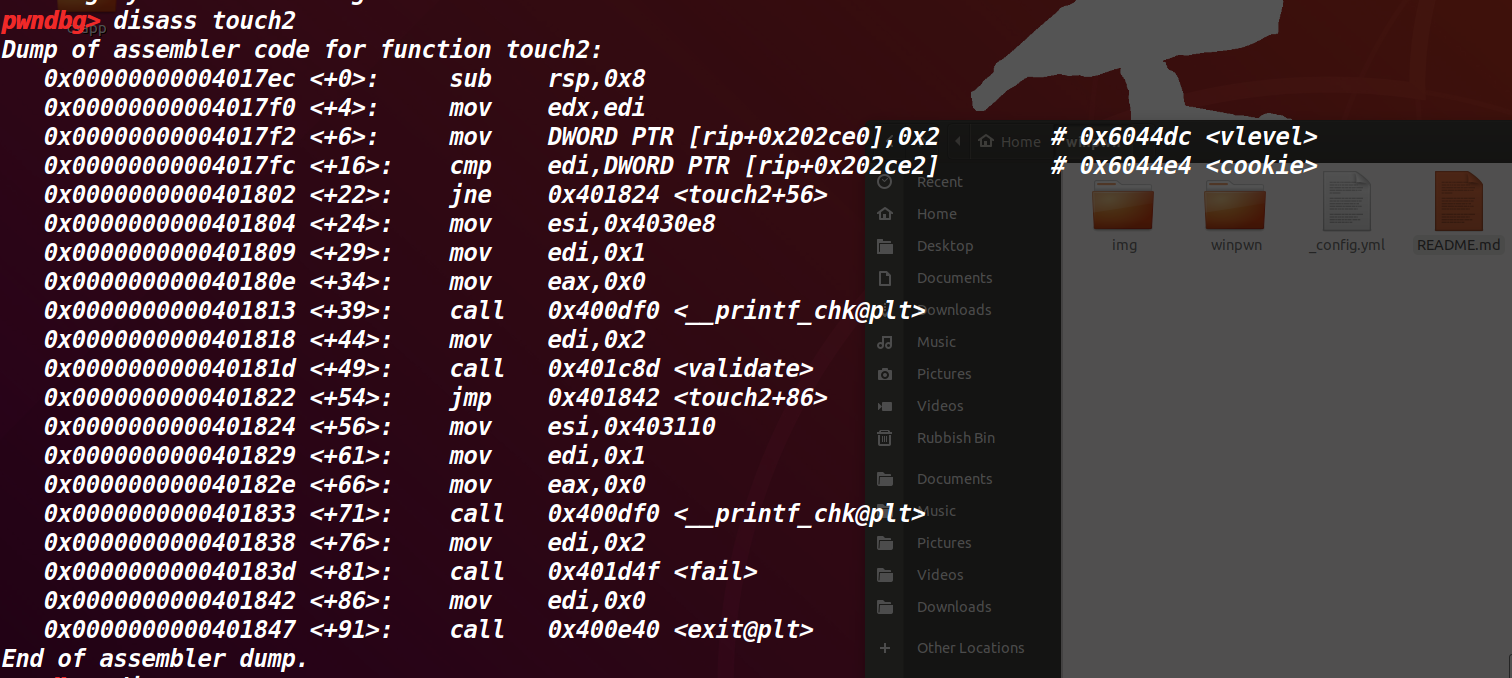 pwndbg> disass touch2
Dump of assembler code for function touch2:
0x00000000004017ec <+0>: sub rsp,0x8
0x00000000004017f0 <+4>: mov edx,edi
0x00000000004017f2 <+6>: mov DWORD PTR [rip+0x202ce0],0x2 # 0x6044dc <vlevel>
0x00000000004017fc <+16>: cmp edi,DWORD PTR [rip+0x202ce2] # 0x6044e4 <cookie>
0x0000000000401802 <+22>: jne 0x401824 <touch2+56>
0x0000000000401804 <+24>: mov esi,0x4030e8
0x0000000000401809 <+29>: mov edi,0x1
0x000000000040180e <+34>: mov eax,0x0
0x0000000000401813 <+39>: call 0x400df0 <__printf_chk@plt>
0x0000000000401818 <+44>: mov edi,0x2
0x000000000040181d <+49>: call 0x401c8d <validate>
0x0000000000401822 <+54>: jmp 0x401842 <touch2+86>
0x0000000000401824 <+56>: mov esi,0x403110
0x0000000000401829 <+61>: mov edi,0x1
0x000000000040182e <+66>: mov eax,0x0
0x0000000000401833 <+71>: call 0x400df0 <__printf_chk@plt>
0x0000000000401838 <+76>: mov edi,0x2
0x000000000040183d <+81>: call 0x401d4f <fail>
0x0000000000401842 <+86>: mov edi,0x0
0x0000000000401847 <+91>: call 0x400e40 <exit@plt>
End of assembler dump.
Home
Recent
Home
Desktop
Documents
Downloads
Music
Pictures
Videos
Rubbish Bin
Documents
Music
Pictures
Videos
Downloads
Other Locations
img
winpwn
_config.yml
README.md